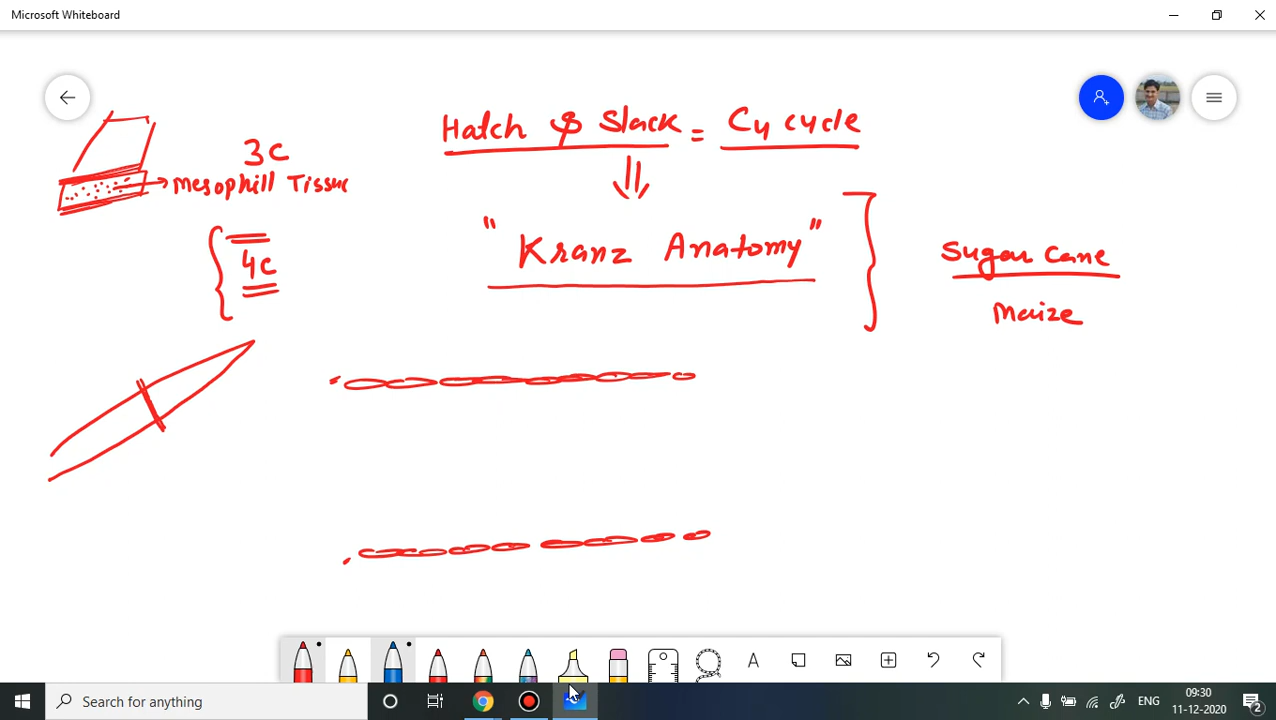 Microsoft Whiteboard
Hatch & Slack = C4 cycle
3C
Mesophill Tissue
4C
"Kranz Anatomy"
Sugar Cane
Maize
Search for anything
ENG
09:30
11-12-2020
2